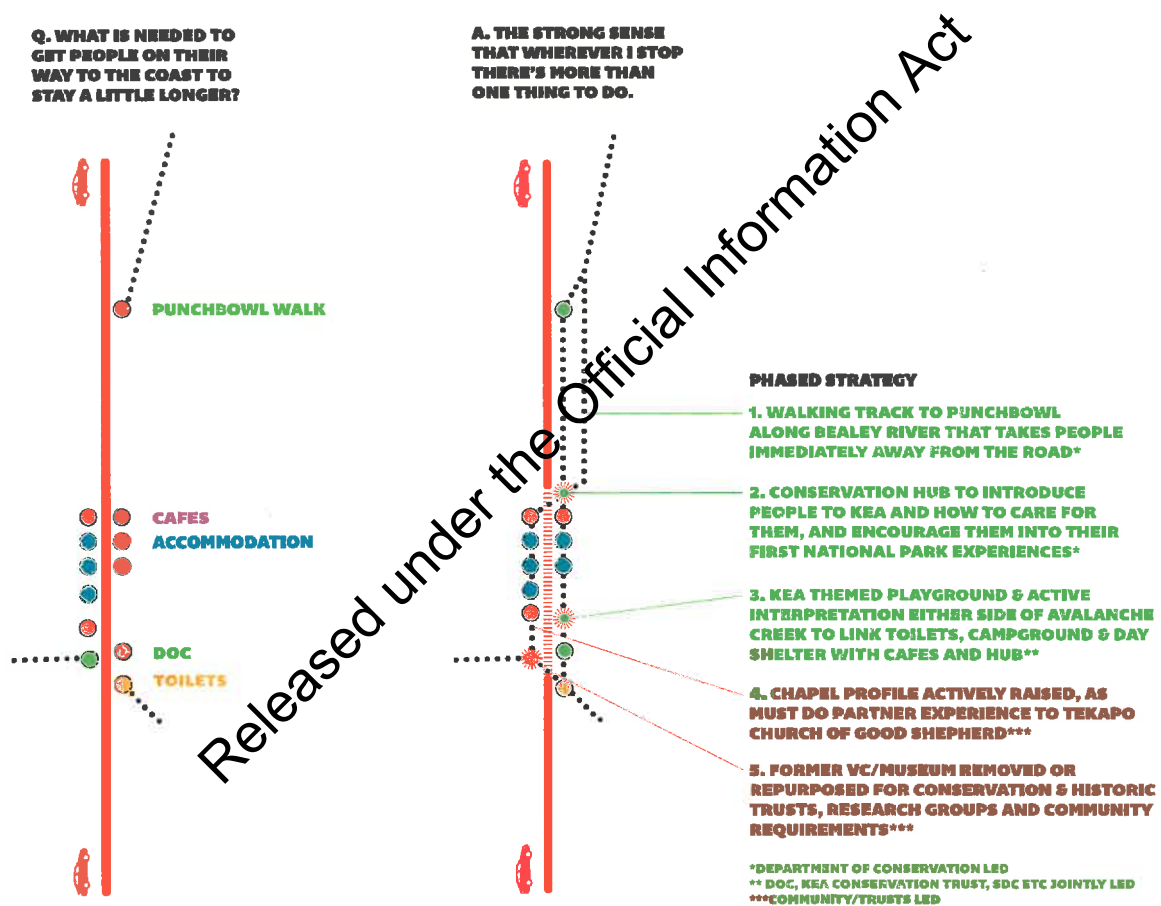 Q. WHAT IS NEEDED TO
GET PEOPLE ON THEIR
WAY TO THE COAST TO
STAY A LITTLE LONGER?
A. THE STRONG SENSE
THAT WHEREVER I STOP
THERE'S MORE THAN
ONE THING TO DO.
Released under the Official Information Act
PUNCHBOWL WALK
CAFES
ACCOMMODATION
DOC
TOILETS
PHASED STRATEGY
1. WALKING TRACK TO PUNCHBOWL
ALONG BEALEY RIVER THAT TAKES PEOPLE
IMMEDIATELY AWAY FROM THE ROAD*
2. CONSERVATION HUB TO INTRODUCE
PEOPLE TO KEA AND HOW TO CARE FOR
THEM, AND ENCOURAGE THEM INTO THEIR
FIRST NATIONAL PARK EXPERIENCES*
3. KEA THEMED PLAYGROUND & ACTIVE
INTERPRETATION EITHER SIDE OF AVALANCHE
CREEK TO LINK TOILETS, CAMPGROUND & DAY
SHELTER WITH CAFES AND HUB**
4. CHAPEL PROFILE ACTIVELY RAISED, AS
MUST DO PARTNER EXPERIENCE TO TEKAPO
CHURCH OF GOOD SHEPHERD***
5. FORMER VC/MUSEUM REMOVED OR
REPURPOSED FOR CONSERVATION & HISTORIC
TRUSTS, RESEARCH GROUPS AND COMMUNITY
REQUIREMENTS***
*DEPARTMENT OF CONSERVATION LED
** DOC, KEA CONSERVATION TRUST, SDC ETC JOINTLY LED
***COMMUNITY/TRUSTS LED